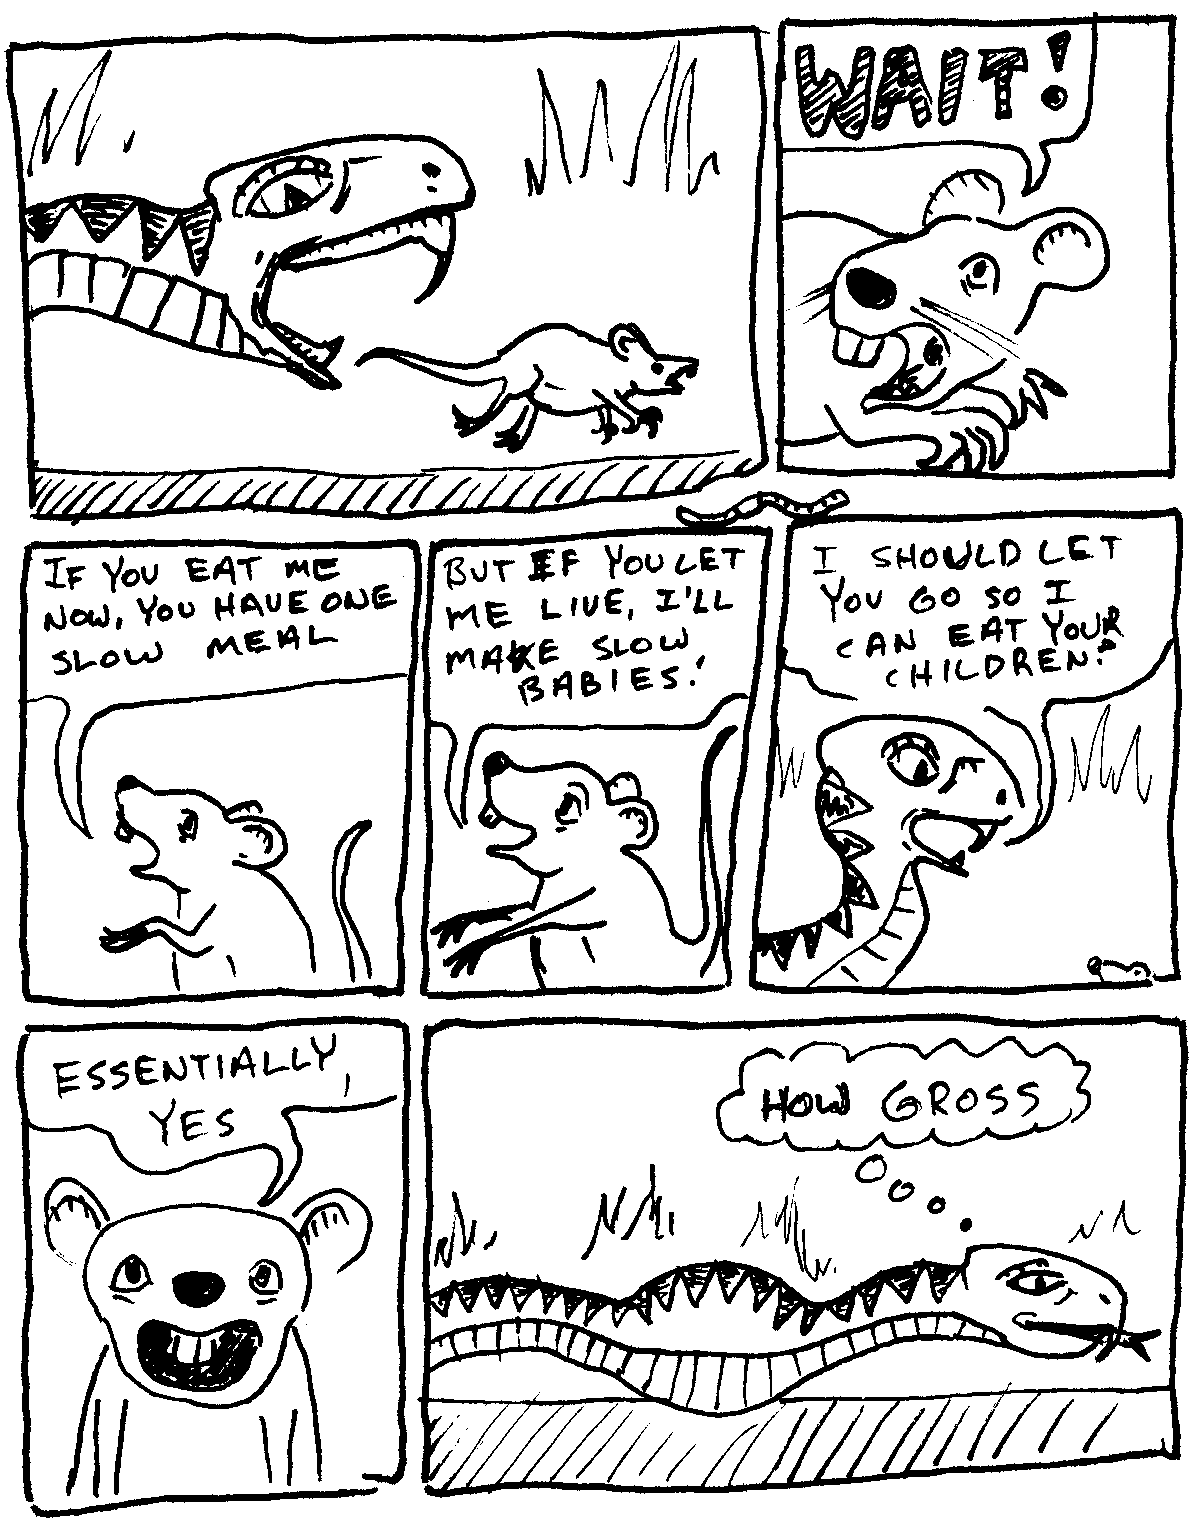 WAIT!
IF YOU EAT ME
NOW, YOU HAVE ONE
SLOW MEAL
BUT IF YOU LET
ME LIVE, I'LL
MAKE SLOW
BABIES!
I SHOULD LET
YOU GO SO I
CAN EAT YOUR
CHILDREN?
ESSENTIALLY,
YES
HOW GROSS